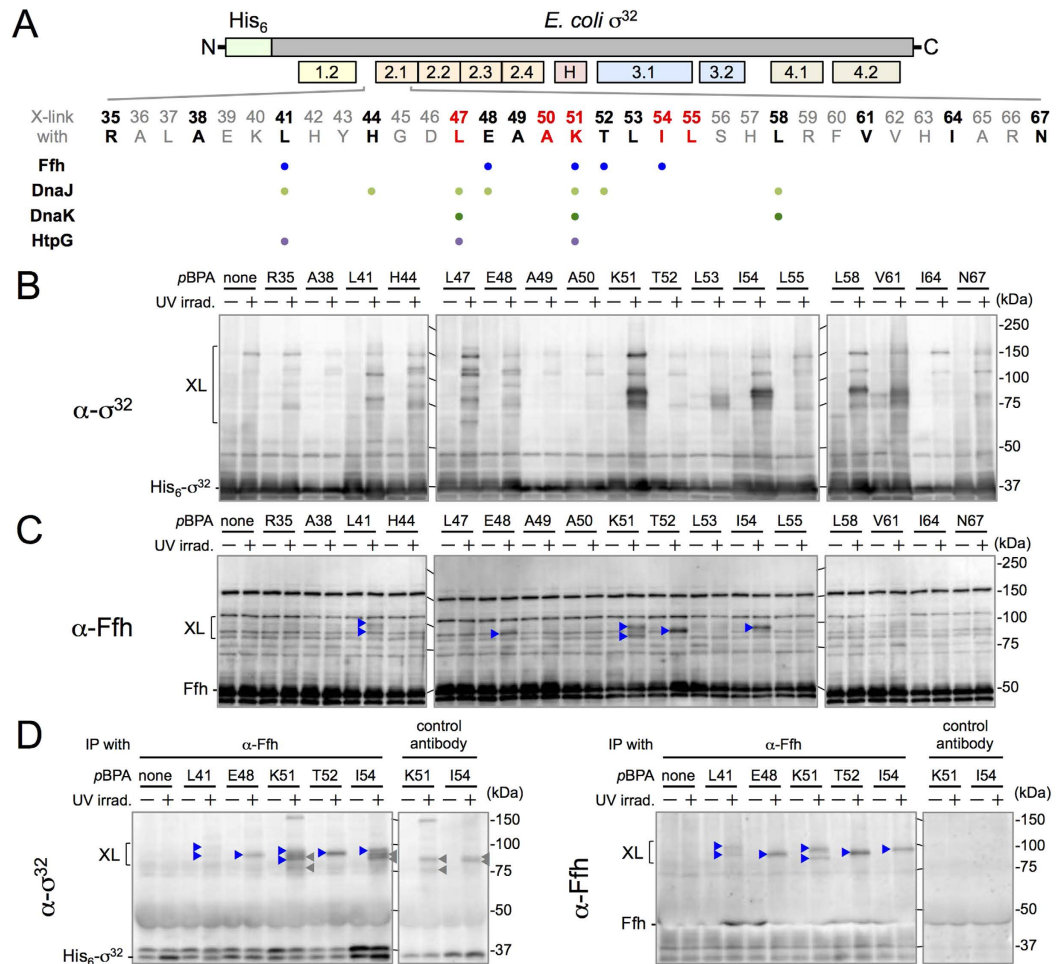 A
His6 E. coli σ32
N C
1.2 2.1 2.2 2.3 2.4 H 3.1 3.2 4.1 4.2
X-link 35 36 37 38 39 40 41 42 43 44 45 46 47 48 49 50 51 52 53 54 55 56 57 58 59 60 61 62 63 64 65 66 67
with R A L A E K L H Y H G D L E A A K T L I L S H L R F V V H I A R N
Ffh
DnaJ
DnaK
HtpG
B
pBPA none R35 A38 L41 H44 L47 E48 A49 A50 K51 T52 L53 I54 L55 L58 V61 I64 N67
UV irrad. − + − + − + − + − + − + − + − + − + − + − + − + − + − + − + − + − + − + (kDa)
-250
-150
-100
-75
-50
-37
XL
α-σ32
His6-σ32
C
pBPA none R35 A38 L41 H44 L47 E48 A49 A50 K51 T52 L53 I54 L55 L58 V61 I64 N67
UV irrad. − + − + − + − + − + − + − + − + − + − + − + − + − + − + − + − + − + − + (kDa)
-250
-150
-100
-75
-50
XL
α-Ffh
Ffh
D
IP with α-Ffh control antibody
pBPA none L41 E48 K51 T52 I54 K51 I54
UV irrad. − + − + − + − + − + − + − + − + (kDa)
-150
-100
-75
-50
-37
XL
α-σ32
His6-σ32
IP with α-Ffh control antibody
pBPA none L41 E48 K51 T52 I54 K51 I54
UV irrad. − + − + − + − + − + − + − + − + (kDa)
-150
-100
-75
-50
-37
XL
α-Ffh
Ffh